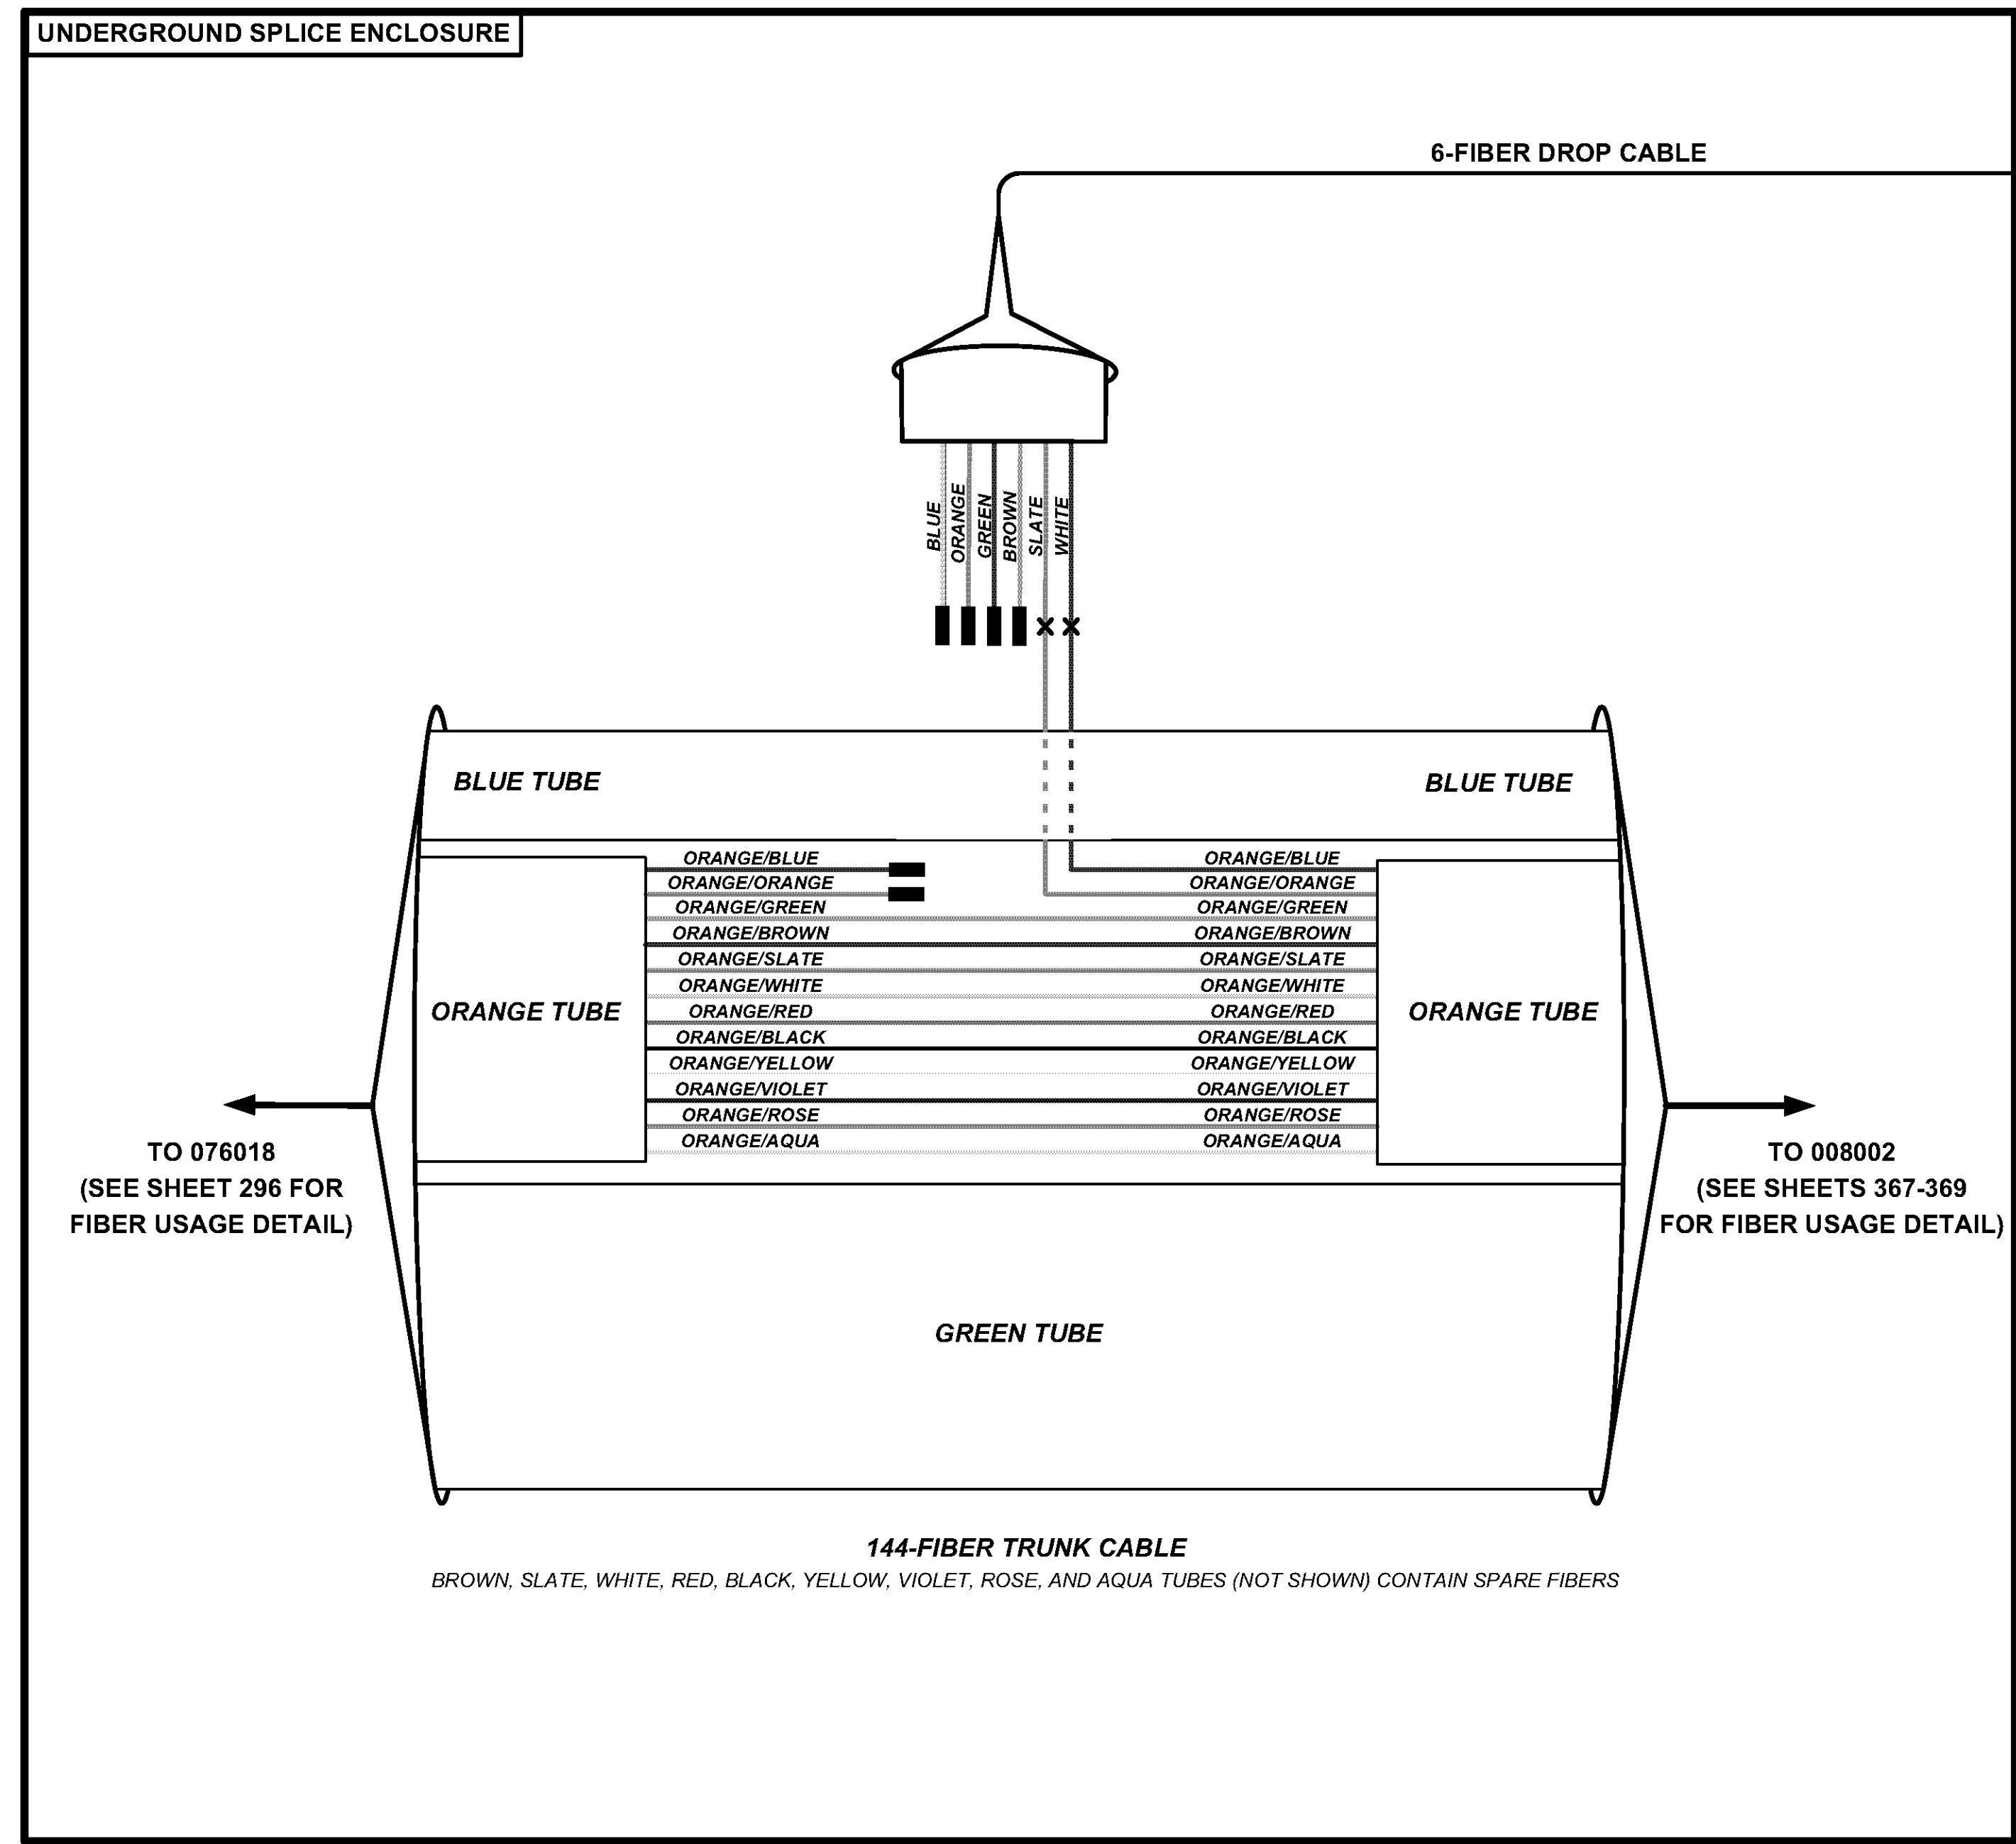 UNDERGROUND SPLICE ENCLOSURE
6-FIBER DROP CABLE
BLUE
ORANGE
GREEN
BROWN
SLATE
WHITE
BLUE TUBE
BLUE TUBE
ORANGE/BLUE
ORANGE/BLUE
ORANGE/ORANGE
ORANGE/ORANGE
ORANGE/GREEN
ORANGE/GREEN
ORANGE/BROWN
ORANGE/BROWN
ORANGE/SLATE
ORANGE/SLATE
ORANGE/WHITE
ORANGE/WHITE
ORANGE TUBE
ORANGE/RED
ORANGE/RED
ORANGE TUBE
ORANGE/BLACK
ORANGE/BLACK
ORANGE/YELLOW
ORANGE/YELLOW
ORANGE/VIOLET
ORANGE/VIOLET
ORANGE/ROSE
ORANGE/ROSE
ORANGE/AQUA
ORANGE/AQUA
TO 076018
(SEE SHEET 296 FOR
FIBER USAGE DETAIL)
TO 008002
(SEE SHEETS 367-369
FOR FIBER USAGE DETAIL)
GREEN TUBE
144-FIBER TRUNK CABLE
BROWN, SLATE, WHITE, RED, BLACK, YELLOW, VIOLET, ROSE, AND AQUA TUBES (NOT SHOWN) CONTAIN SPARE FIBERS